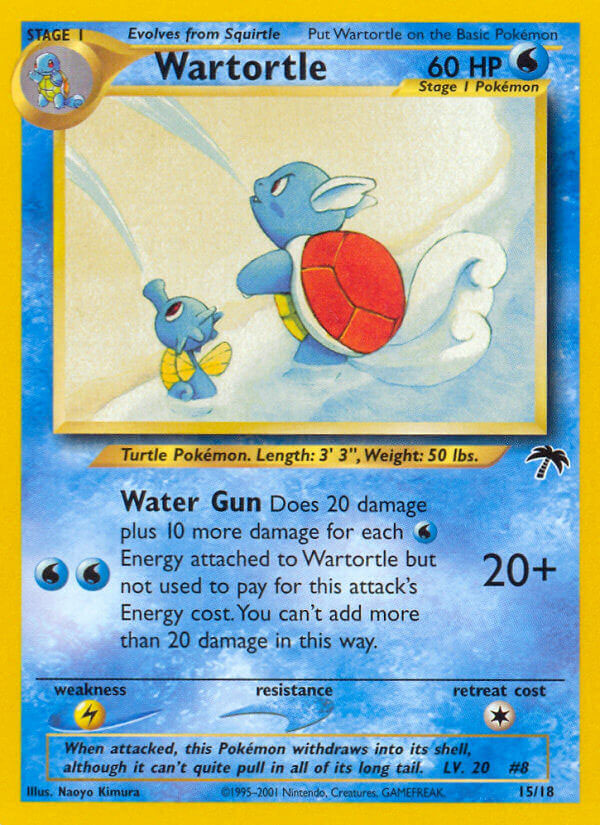 STAGE 1 Evolves from Squirtle Put Wartortle on the Basic Pokémon
Wartortle 60 HP
Stage 1 Pokémon
Turtle Pokémon. Length: 3' 3", Weight: 50 lbs.
Water Gun Does 20 damage
plus 10 more damage for each
Energy attached to Wartortle but
not used to pay for this attack's
Energy cost. You can't add more
than 20 damage in this way.
20+
weakness resistance retreat cost
When attacked, this Pokémon withdraws into its shell,
although it can't quite pull in all of its long tail. LV. 20 #8
Illus. Naoyo Kimura ©1995-2001 Nintendo, Creatures, GAMEFREAK. 15/18